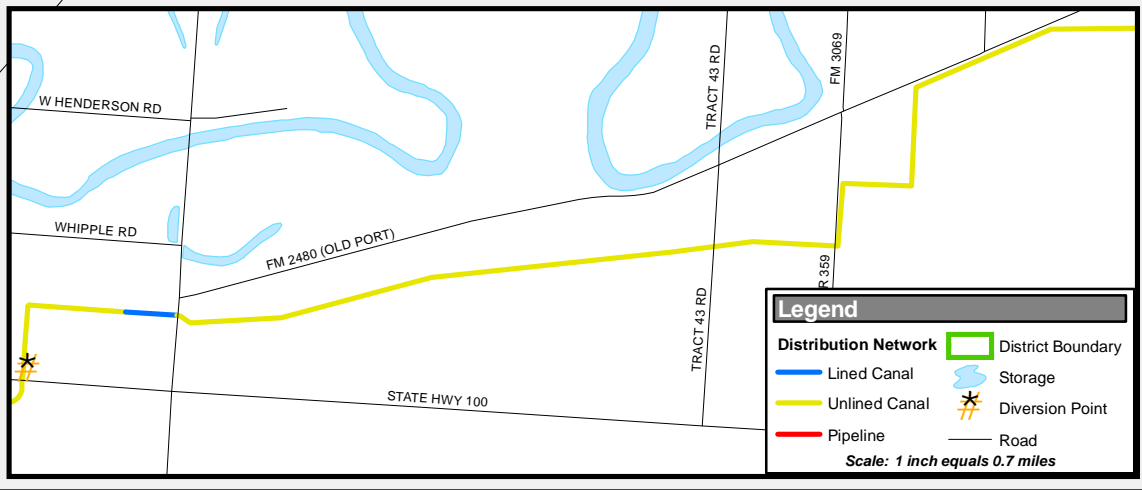 TRACT 43 RD
FM 3069
W HENDERSON RD
WHIPPLE RD
FM 2480 (OLD PORT)
R 359
TRACT 43 RD
STATE HWY 100
Legend
Distribution Network
District Boundary
Lined Canal
Storage
Unlined Canal
Diversion Point
Pipeline
Road
Scale: 1 inch equals 0.7 miles